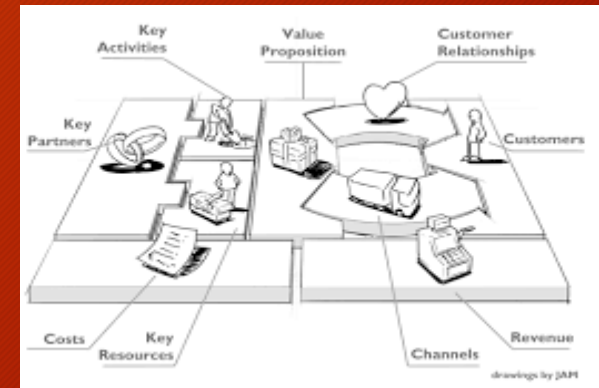 Key
Activities
Value
Proposition
Customer
Relationships
Key
Partners
Customers
Costs
Key
Resources
Channels
Revenue
drawings by JAM